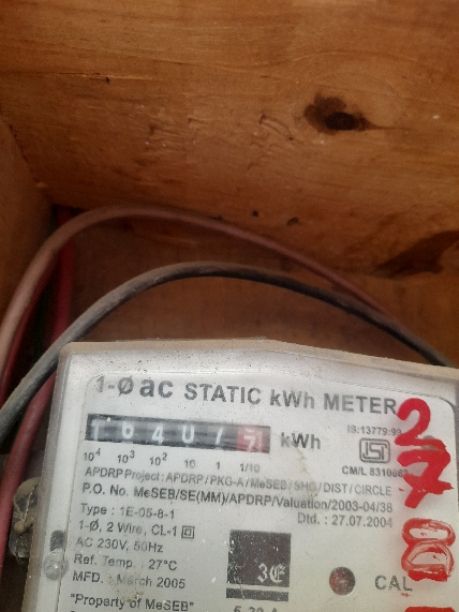 1-Ø ac STATIC kWh METER
IS:13779:99
16407 kWh
10⁴ 10³ 10² 10 1 1/10
CM/L 8310
APDRP Project : APDRP / PKG-A / MeSEB / SHG / DIST / CIRCLE
P.O. No. MeSEB/SE(MM)/APDRP/Valuation/2003-04/38
Dtd. : 27.07.2004
Type : 1E-05-8-1
1-Ø, 2 Wire, CL-1
AC 230V, 50Hz
Ref. Temp. : 27°C
MFD. : March 2005
"Property of MeSEB"
CAL
278